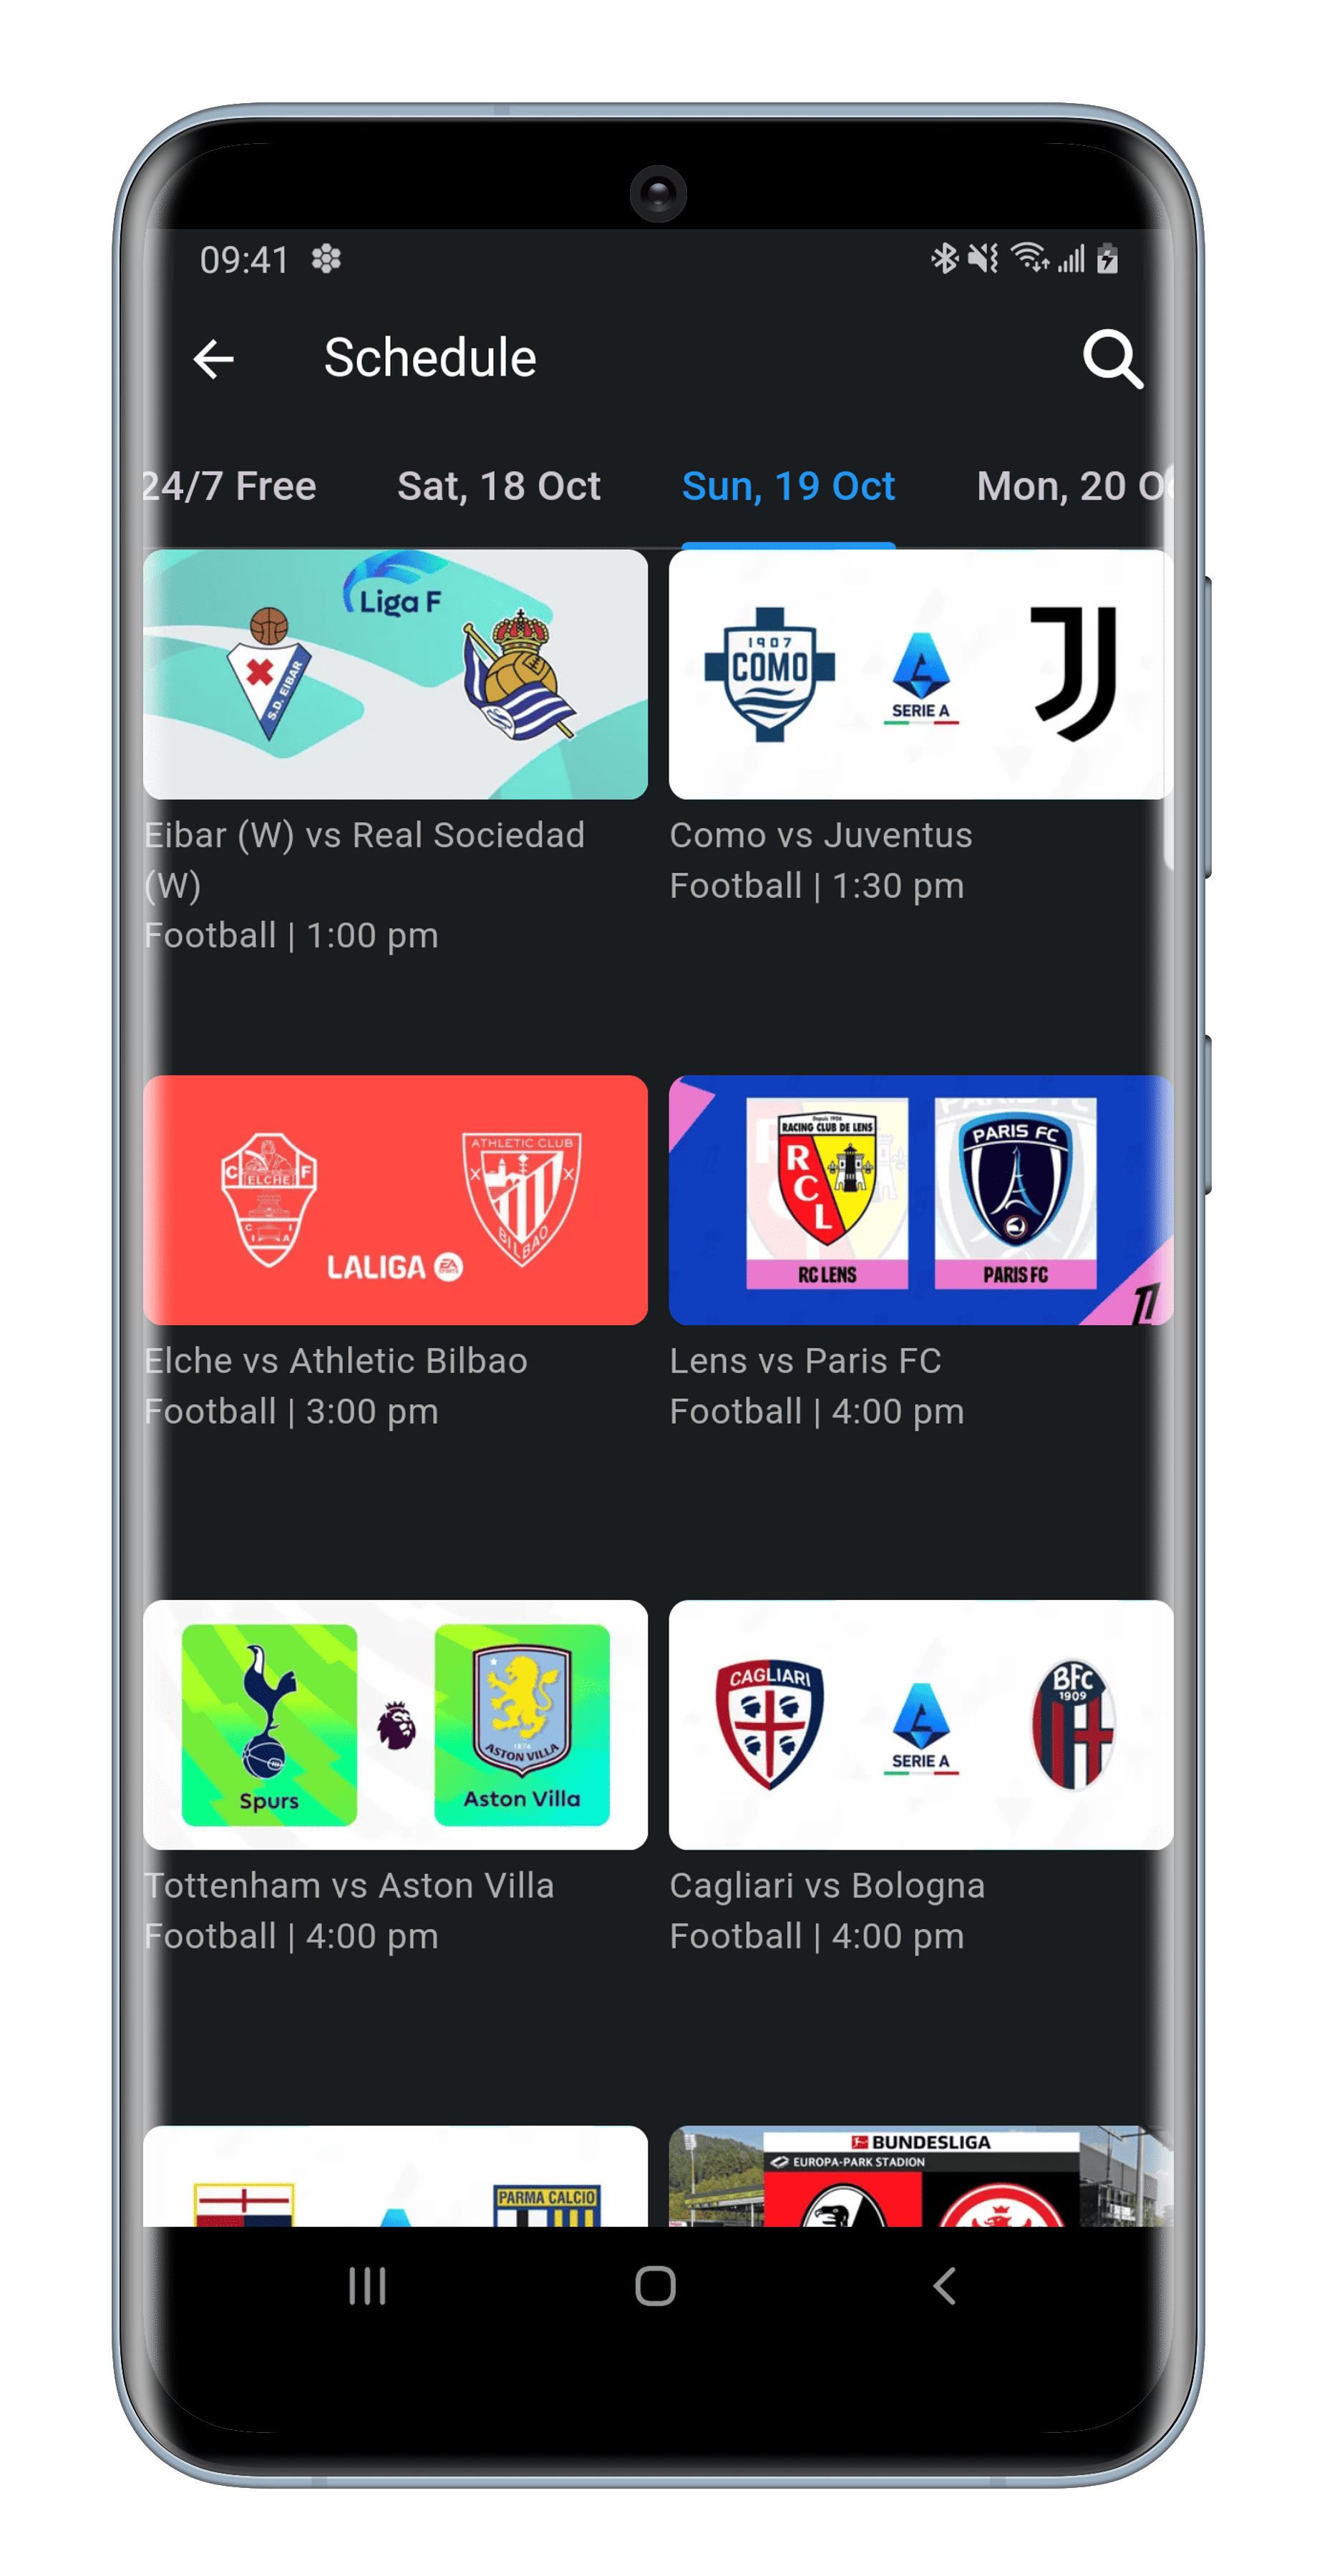 09:41
Schedule
24/7 Free
Sat, 18 Oct
Sun, 19 Oct
Mon, 20 O
Liga F
S.D. EIBAR
1907
COMO
SERIE A
Eibar (W) vs Real Sociedad
(W)
Football | 1:00 pm
Como vs Juventus
Football | 1:30 pm
C F
ELCHE
C I
I A
ATHLETIC CLUB
BILBAO
LALIGA EA SPORTS
Depuis 1906
RACING CLUB DE LENS
RCL
RC LENS
PARIS FC
PARIS FC
PARIS FC
Elche vs Athletic Bilbao
Football | 3:00 pm
Lens vs Paris FC
Football | 4:00 pm
Spurs
1874
ASTON VILLA
Aston Villa
CAGLIARI
SERIE A
BFC
1909
Tottenham vs Aston Villa
Football | 4:00 pm
Cagliari vs Bologna
Football | 4:00 pm
PARMA CALCIO
BUNDESLIGA
EUROPA-PARK STADION